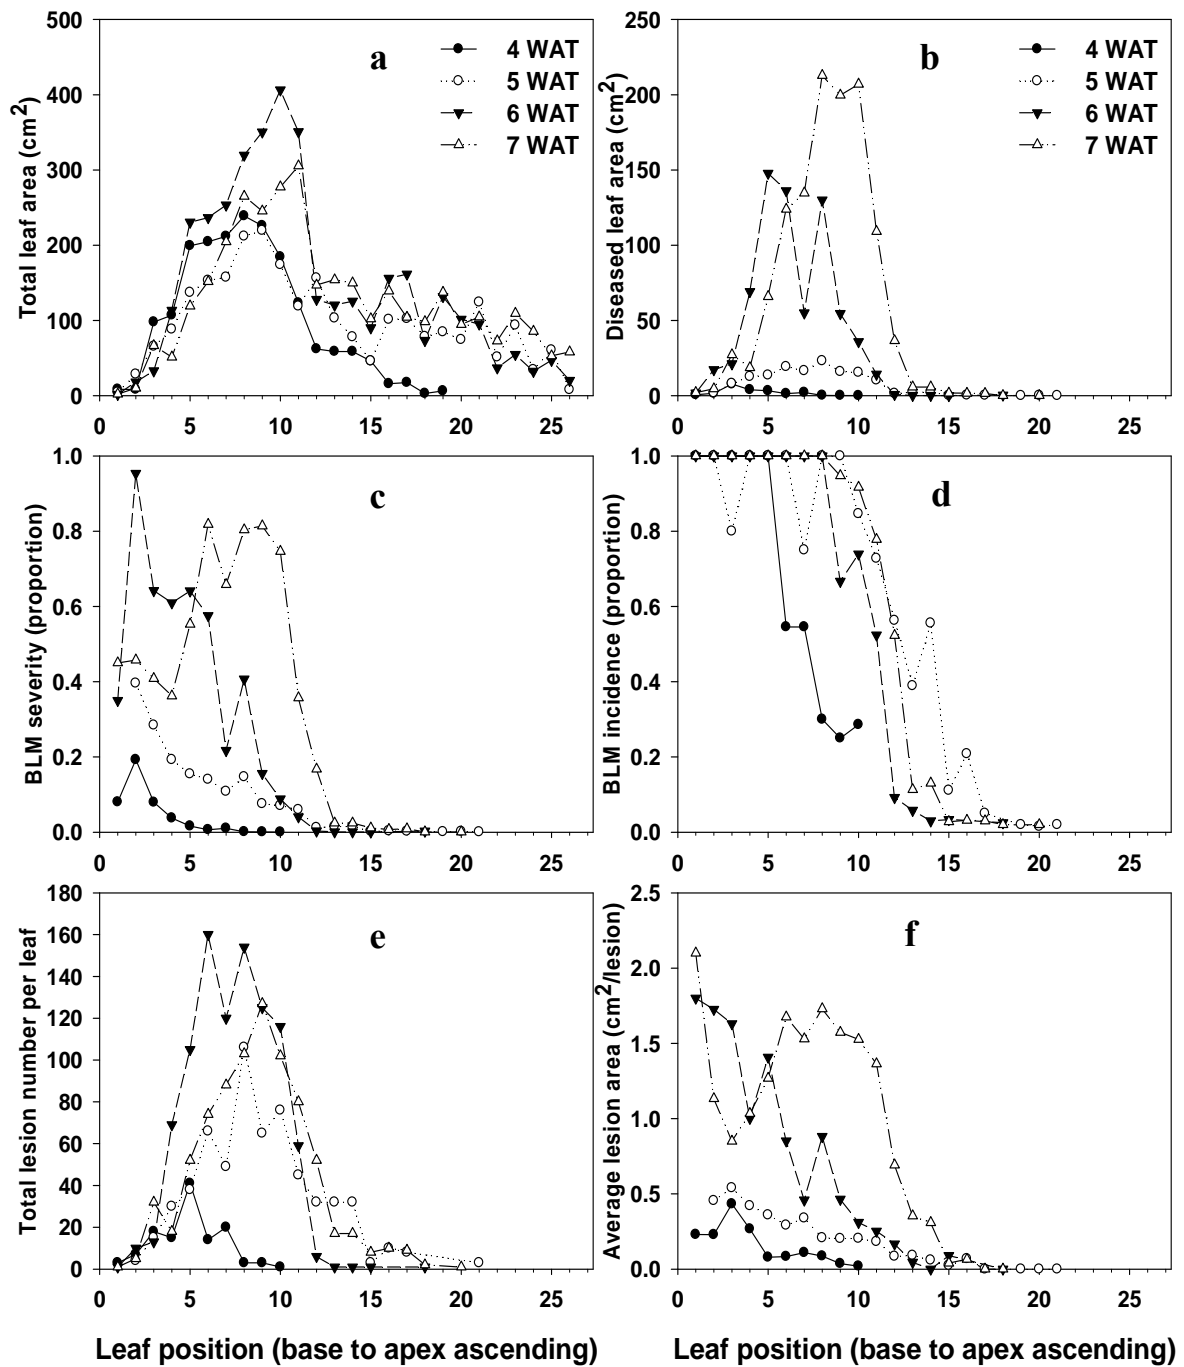 a
4 WAT
5 WAT
6 WAT
7 WAT
Total leaf area (cm²)
500
400
300
200
100
0
0 5 10 15 20 25
b
4 WAT
5 WAT
6 WAT
7 WAT
Diseased leaf area (cm²)
250
200
150
100
50
0
0 5 10 15 20 25
c
BLM severity (proportion)
1.0
0.8
0.6
0.4
0.2
0.0
0 5 10 15 20 25
d
BLM incidence (proportion)
1.0
0.8
0.6
0.4
0.2
0.0
0 5 10 15 20 25
e
Total lesion number per leaf
180
160
140
120
100
80
60
40
20
0
0 5 10 15 20 25
Leaf position (base to apex ascending)
f
Average lesion area (cm²/lesion)
2.5
2.0
1.5
1.0
0.5
0.0
0 5 10 15 20 25
Leaf position (base to apex ascending)